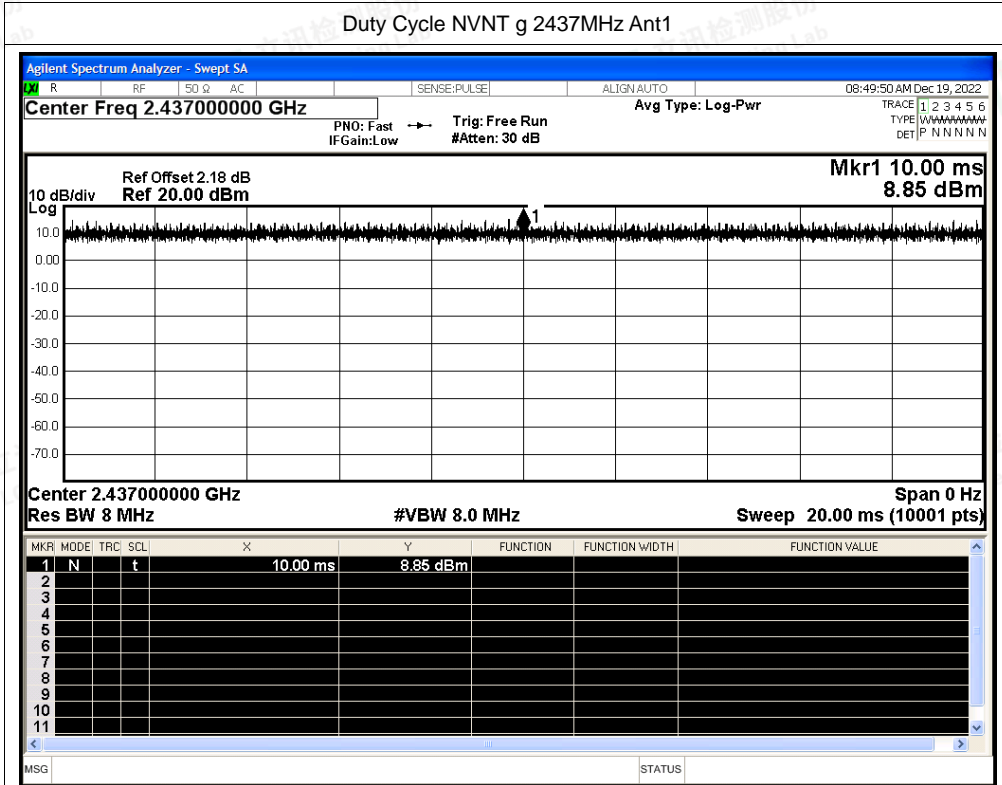 Duty Cycle NVNT g 2437MHz Ant1
Agilent Spectrum Analyzer - Swept SA
LXI R RF 50 Ω AC SENSE:PULSE ALIGN AUTO 08:49:50 AM Dec 19, 2022
Center Freq 2.437000000 GHz Avg Type: Log-Pwr TRACE 1 2 3 4 5 6
PNO: Fast Trig: Free Run TYPE WWWWWW
IFGain:Low #Atten: 30 dB DET P N N N N N
Mkr1 10.00 ms
Ref Offset 2.18 dB
10 dB/div Ref 20.00 dBm 8.85 dBm
Log
1
10.0
0.00
-10.0
-20.0
-30.0
-40.0
-50.0
-60.0
-70.0
Center 2.437000000 GHz Span 0 Hz
Res BW 8 MHz #VBW 8.0 MHz Sweep 20.00 ms (10001 pts)
MKR MODE TRC SCL X Y FUNCTION FUNCTION WIDTH FUNCTION VALUE
1 N t 10.00 ms 8.85 dBm
2
3
4
5
6
7
8
9
10
11
MSG STATUS